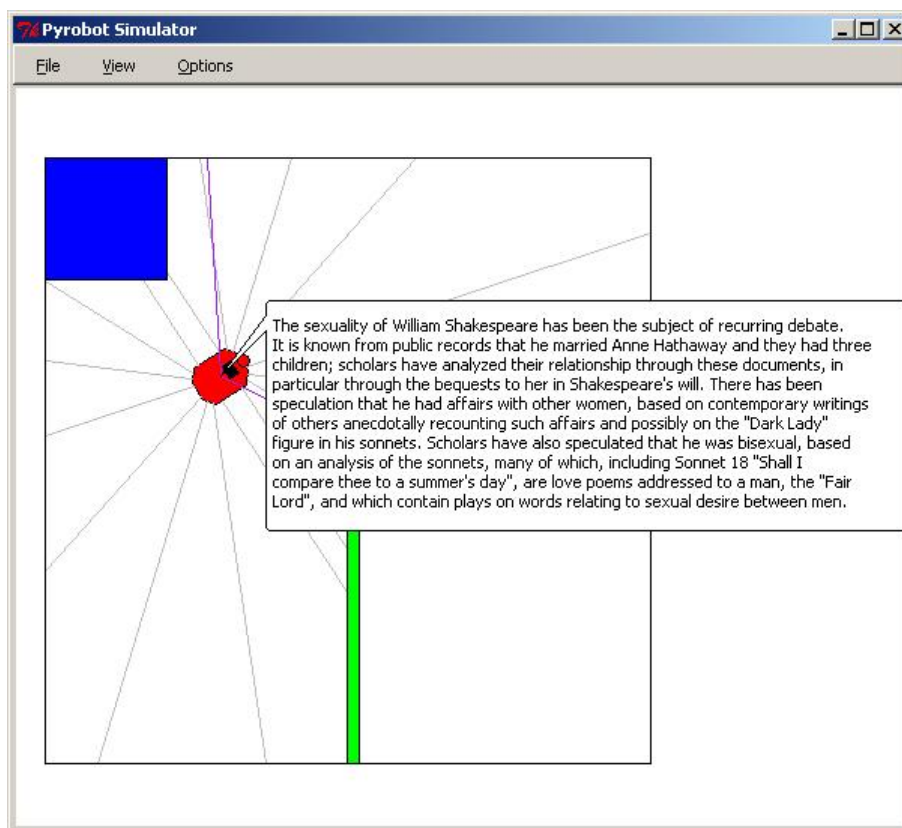 Pyrobot Simulator
File View Options
The sexuality of William Shakespeare has been the subject of recurring debate.
It is known from public records that he married Anne Hathaway and they had three
children; scholars have analyzed their relationship through these documents, in
particular through the bequests to her in Shakespeare's will. There has been
speculation that he had affairs with other women, based on contemporary writings
of others anecdotally recounting such affairs and possibly on the "Dark Lady"
figure in his sonnets. Scholars have also speculated that he was bisexual, based
on an analysis of the sonnets, many of which, including Sonnet 18 "Shall I
compare thee to a summer's day", are love poems addressed to a man, the "Fair
Lord", and which contain plays on words relating to sexual desire between men.